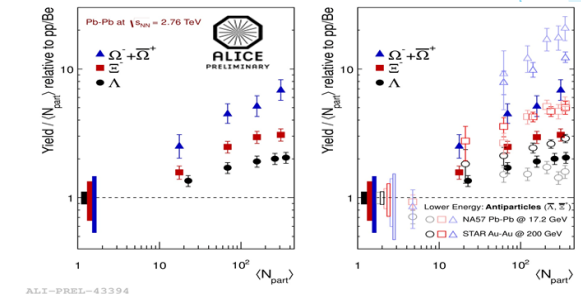 Pb-Pb at √sNN = 2.76 TeV
ALICE
PRELIMINARY
Ω⁻+Ω̅⁺
Ξ⁻
Λ
Yield / ⟨Npart⟩ relative to pp/Be
10
1
1
10
10²
⟨Npart⟩
Ω⁻+Ω̅⁺
Ξ⁻
Λ
Yield / ⟨Npart⟩ relative to pp/Be
10
1
Lower Energy: Antiparticles (Λ̅, Ξ̅)
NA57 Pb-Pb @ 17.2 GeV
STAR Au-Au @ 200 GeV
1
10
10²
⟨Npart⟩
ALI-PREL-43394